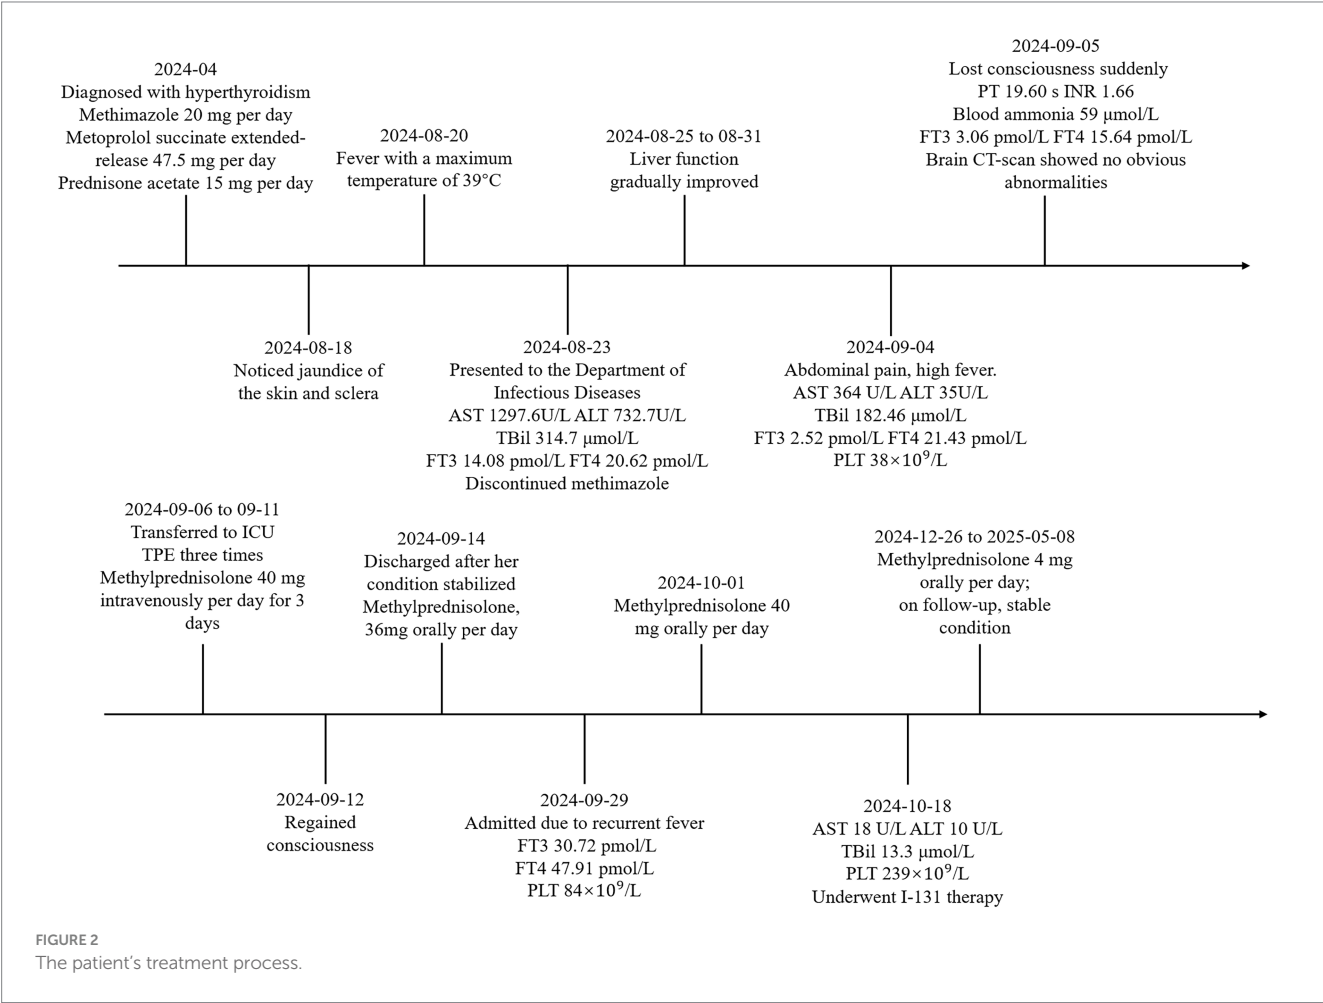 2024-04
Diagnosed with hyperthyroidism
Methimazole 20 mg per day
Metoprolol succinate extended-
release 47.5 mg per day
Prednisone acetate 15 mg per day
2024-08-18
Noticed jaundice of
the skin and sclera
2024-08-20
Fever with a maximum
temperature of 39°C
2024-08-23
Presented to the Department of
Infectious Diseases
AST 1297.6U/L ALT 732.7U/L
TBil 314.7 μmol/L
FT3 14.08 pmol/L FT4 20.62 pmol/L
Discontinued methimazole
2024-08-25 to 08-31
Liver function
gradually improved
2024-09-04
Abdominal pain, high fever.
AST 364 U/L ALT 35U/L
TBil 182.46 μmol/L
FT3 2.52 pmol/L FT4 21.43 pmol/L
PLT 38×10⁹/L
2024-09-05
Lost consciousness suddenly
PT 19.60 s INR 1.66
Blood ammonia 59 μmol/L
FT3 3.06 pmol/L FT4 15.64 pmol/L
Brain CT-scan showed no obvious
abnormalities
2024-09-06 to 09-11
Transferred to ICU
TPE three times
Methylprednisolone 40 mg
intravenously per day for 3
days
2024-09-12
Regained
consciousness
2024-09-14
Discharged after her
condition stabilized
Methylprednisolone,
36mg orally per day
2024-09-29
Admitted due to recurrent fever
FT3 30.72 pmol/L
FT4 47.91 pmol/L
PLT 84×10⁹/L
2024-10-01
Methylprednisolone 40
mg orally per day
2024-10-18
AST 18 U/L ALT 10 U/L
TBil 13.3 μmol/L
PLT 239×10⁹/L
Underwent I-131 therapy
2024-12-26 to 2025-05-08
Methylprednisolone 4 mg
orally per day;
on follow-up, stable
condition
FIGURE 2
The patient's treatment process.